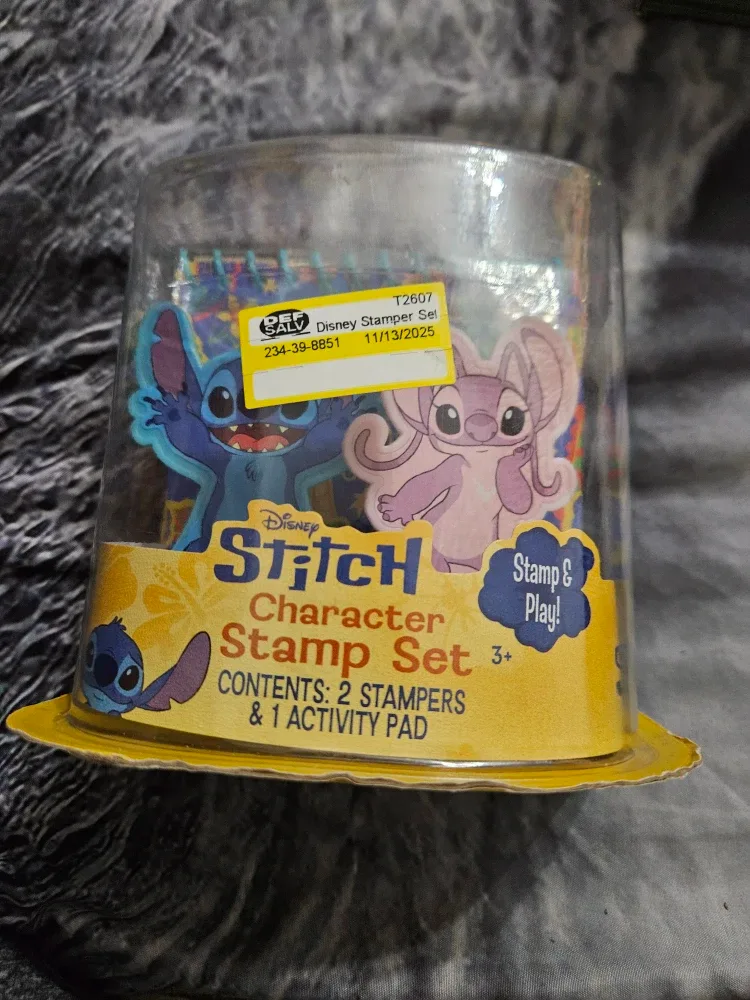 T2607
DEF
SALV Disney Stamper Set
234-39-8851 11/13/2025
Disney
Stitch
Character
Stamp Set
3+
CONTENTS: 2 STAMPERS
& 1 ACTIVITY PAD
Stamp &
Play!